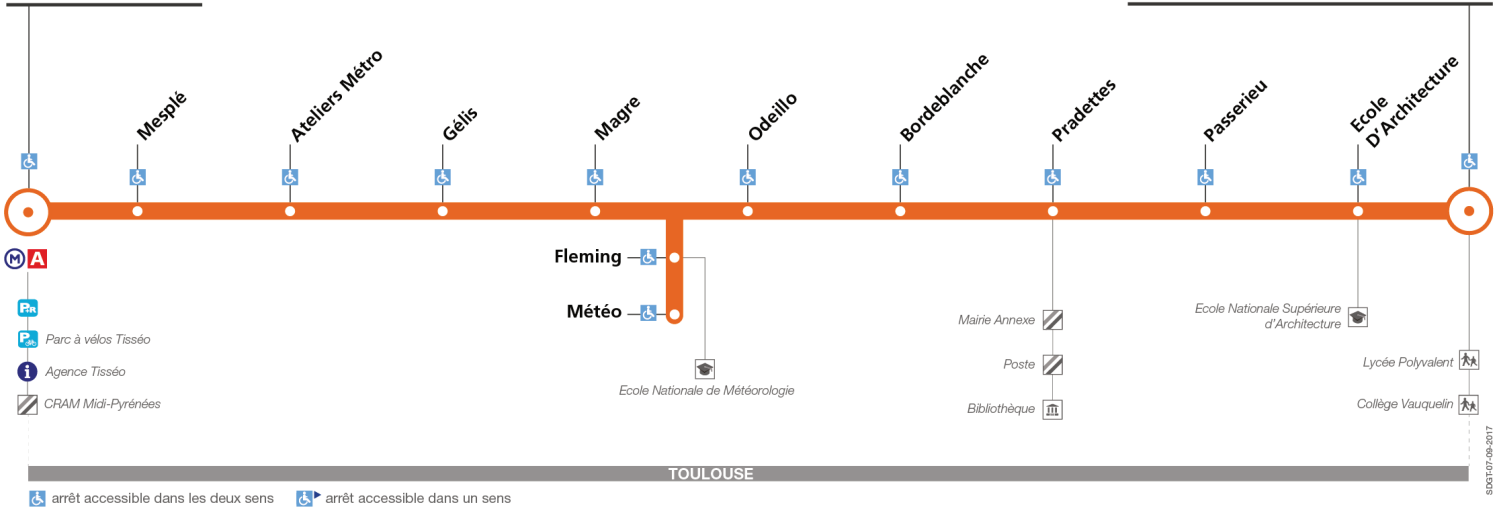 Mesplé
Ateliers Métro
Gélis
Magre
Odeillo
Bordeblanche
Pradettes
Passerieu
Ecole
D'Architecture
M A
Fleming
Météo
P+R
P
Parc à vélos Tisséo
i
Agence Tisséo
CRAM Midi-Pyrénées
Ecole Nationale de Météorologie
Mairie Annexe
Poste
Bibliothèque
Ecole Nationale Supérieure
d'Architecture
Lycée Polyvalent
Collège Vauquelin
TOULOUSE
SDGT-07-09-2017
arrêt accessible dans les deux sens
arrêt accessible dans un sens